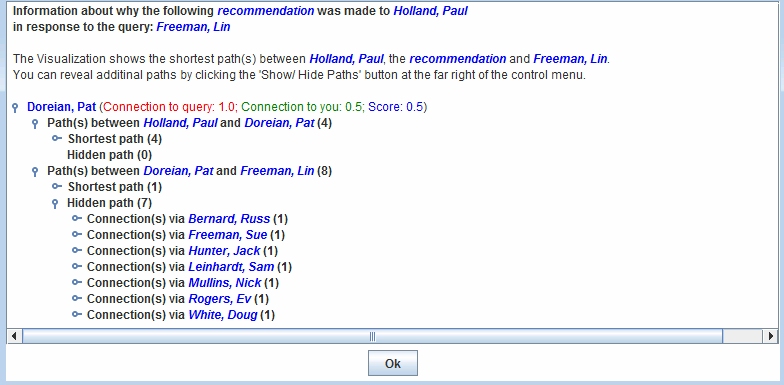 Information about why the following recommendation was made to Holland, Paul
in response to the query: Freeman, Lin
The Visualization shows the shortest path(s) between Holland, Paul, the recommendation and Freeman, Lin.
You can reveal additinal paths by clicking the 'Show/ Hide Paths' button at the far right of the control menu.
Doreian, Pat (Connection to query: 1.0; Connection to you: 0.5; Score: 0.5)
Path(s) between Holland, Paul and Doreian, Pat (4)
Shortest path (4)
Hidden path (0)
Path(s) between Doreian, Pat and Freeman, Lin (8)
Shortest path (1)
Hidden path (7)
Connection(s) via Bernard, Russ (1)
Connection(s) via Freeman, Sue (1)
Connection(s) via Hunter, Jack (1)
Connection(s) via Leinhardt, Sam (1)
Connection(s) via Mullins, Nick (1)
Connection(s) via Rogers, Ev (1)
Connection(s) via White, Doug (1)
Ok